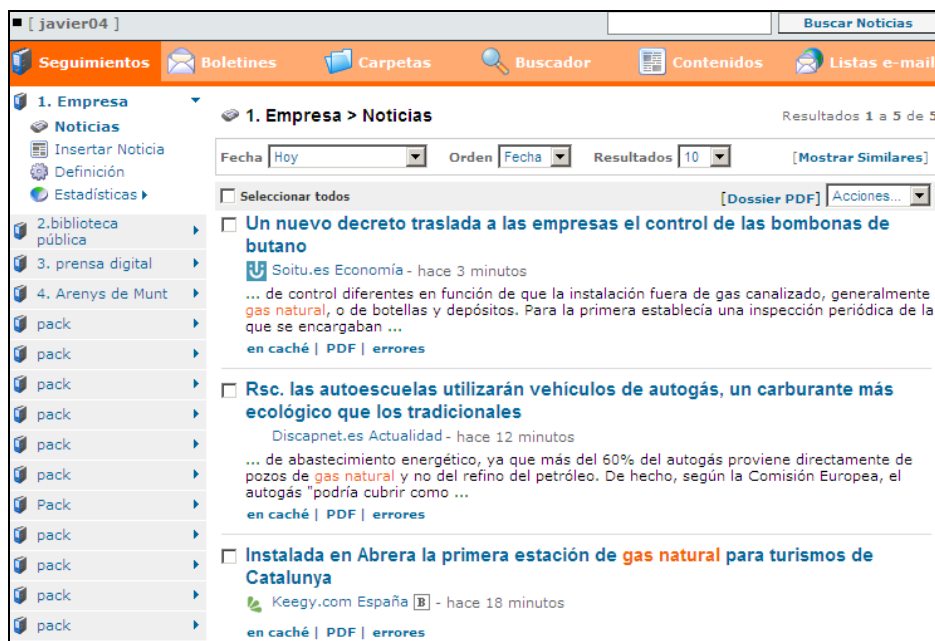 [ javier04 ]
Buscar Noticias
Seguimientos
Boletines
Carpetas
Buscador
Contenidos
Listas e-mail
1. Empresa
Noticias
Insertar Noticia
Definición
Estadísticas
2.biblioteca
pública
3. prensa digital
4. Arenys de Munt
pack
pack
pack
pack
pack
pack
Pack
pack
pack
pack
pack
1. Empresa > Noticias
Resultados 1 a 5 de 5
Fecha Hoy Orden Fecha Resultados 10 [Mostrar Similares]
Seleccionar todos [Dossier PDF] Acciones...
Un nuevo decreto traslada a las empresas el control de las bombonas de
butano
Soitu.es Economía - hace 3 minutos
... de control diferentes en función de que la instalación fuera de gas canalizado, generalmente
gas natural, o de botellas y depósitos. Para la primera establecía una inspección periódica de la
que se encargaban ...
en caché | PDF | errores
Rsc. las autoescuelas utilizarán vehículos de autogás, un carburante más
ecológico que los tradicionales
Discapnet.es Actualidad - hace 12 minutos
... de abastecimiento energético, ya que más del 60% del autogás proviene directamente de
pozos de gas natural y no del refino del petróleo. De hecho, según la Comisión Europea, el
autogás "podría cubrir como ...
en caché | PDF | errores
Instalada en Abrera la primera estación de gas natural para turismos de
Catalunya
Keegy.com España B - hace 18 minutos
en caché | PDF | errores